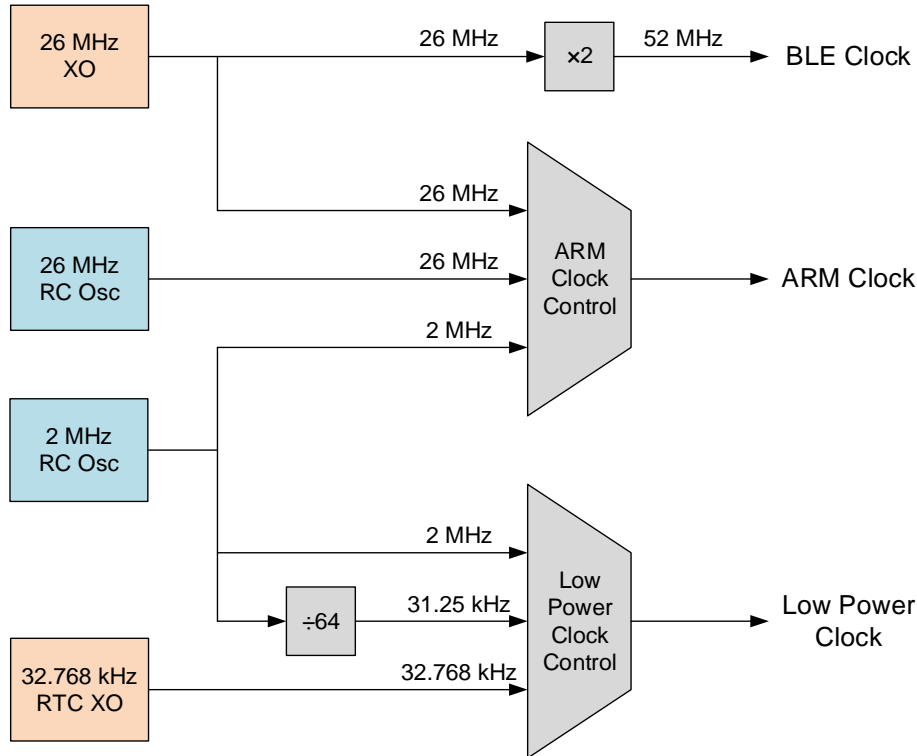 26 MHz
XO
26 MHz
×2
52 MHz
BLE Clock
26 MHz
26 MHz
RC Osc
26 MHz
ARM
Clock
Control
ARM Clock
2 MHz
2 MHz
RC Osc
2 MHz
÷64
31.25 kHz
Low
Power
Clock
Control
Low Power
Clock
32.768 kHz
RTC XO
32.768 kHz